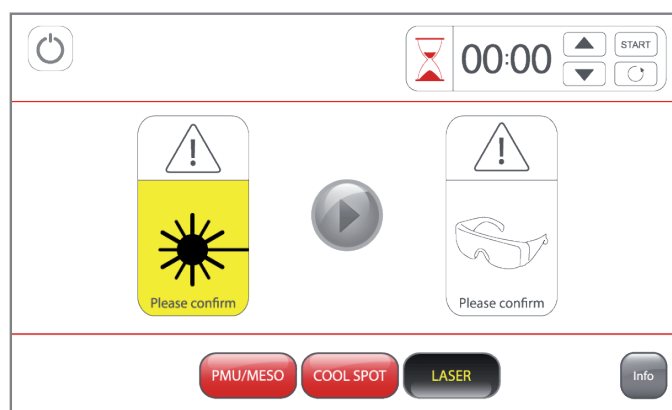 00:00
START
!
!
Please confirm
Please confirm
PMU/MESO
COOL SPOT
LASER
Info